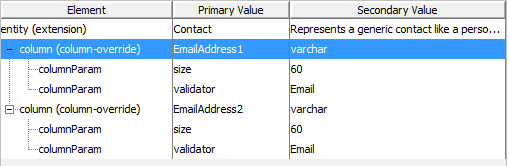 Element Primary Value Secondary Value
entity (extension) Contact Represents a generic contact like a perso...
column (column-override) EmailAddress1 varchar
columnParam size 60
columnParam validator Email
column (column-override) EmailAddress2 varchar
columnParam size 60
columnParam validator Email